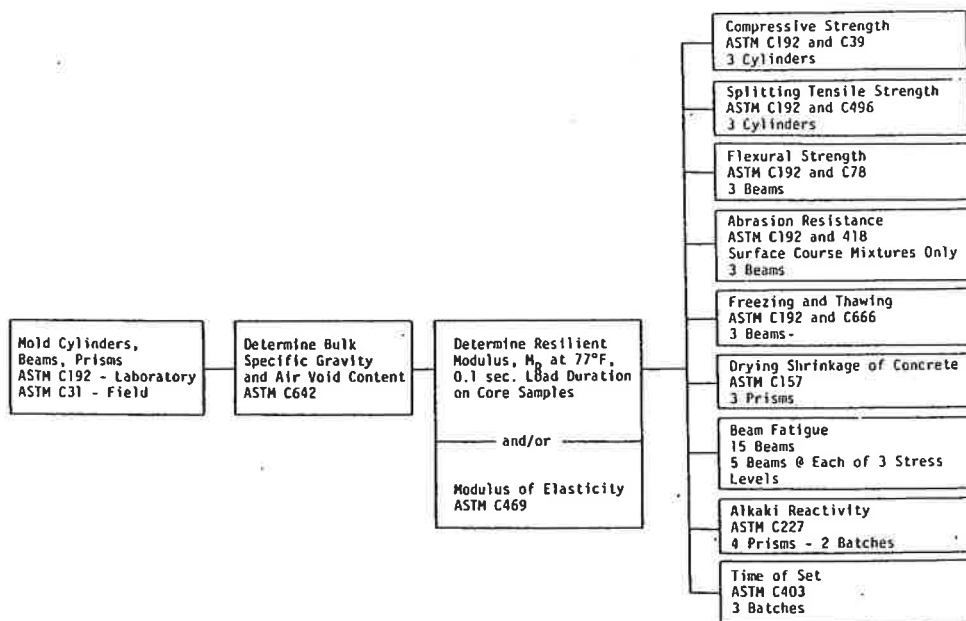 Mold Cylinders,
Beams, Prisms
ASTM C192 - Laboratory
ASTM C31 - Field
Determine Bulk
Specific Gravity
and Air Void Content
ASTM C642
Determine Resilient
Modulus, MR at 77°F,
0.1 sec. Load Duration
on Core Samples
and/or
Modulus of Elasticity
ASTM C469
Compressive Strength
ASTM C192 and C39
3 Cylinders
Splitting Tensile Strength
ASTM C192 and C496
3 Cylinders
Flexural Strength
ASTM C192 and C78
3 Beams
Abrasion Resistance
ASTM C192 and 418
Surface Course Mixtures Only
3 Beams
Freezing and Thawing
ASTM C192 and C666
3 Beams-
Drying Shrinkage of Concrete
ASTM C157
3 Prisms
Beam Fatigue
15 Beams
5 Beams @ Each of 3 Stress
Levels
Alkaki Reactivity
ASTM C227
4 Prisms - 2 Batches
Time of Set
ASTM C403
3 Batches